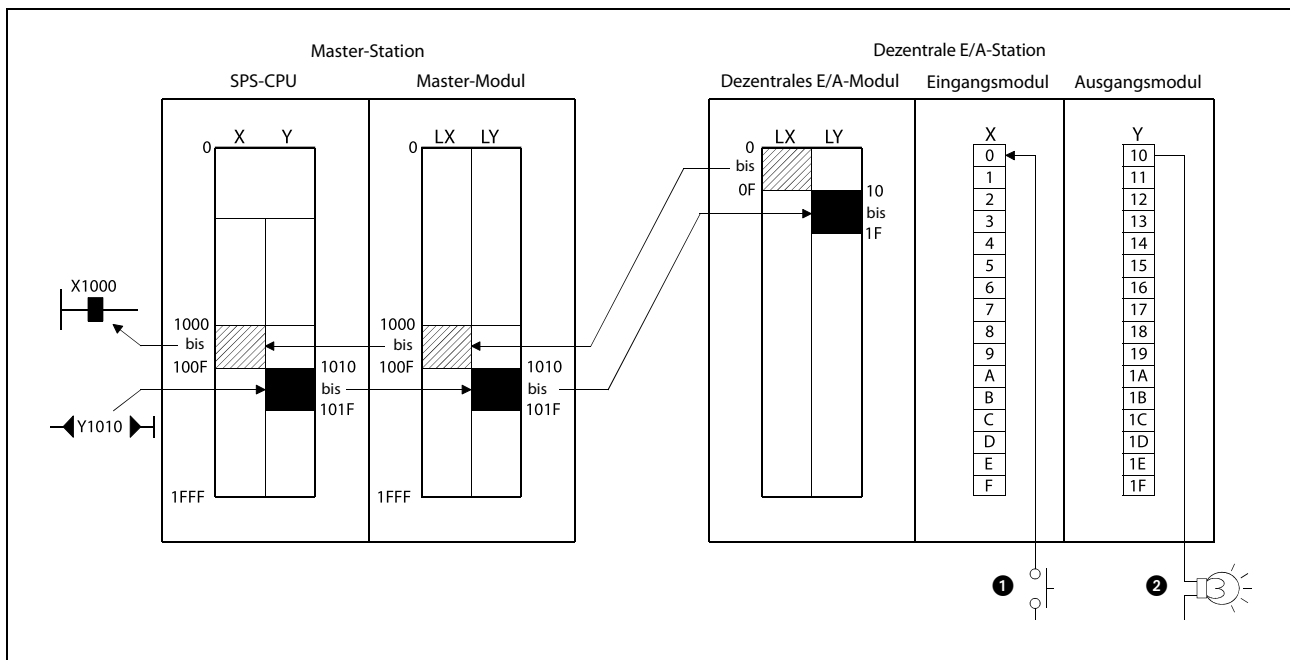 Master-Station
Dezentrale E/A-Station
SPS-CPU
Master-Modul
Dezentrales E/A-Modul
Eingangsmodul
Ausgangsmodul
X Y
LX LY
LX LY
X
Y
0
0
0
bis
0F
10
bis
1F
0
1
2
3
4
5
6
7
8
9
A
B
C
D
E
F
10
11
12
13
14
15
16
17
18
19
1A
1B
1C
1D
1E
1F
X1000
1000
bis
100F
1010
bis
101F
1000
bis
100F
1010
bis
101F
Y1010
1FFF
1FFF
1
2